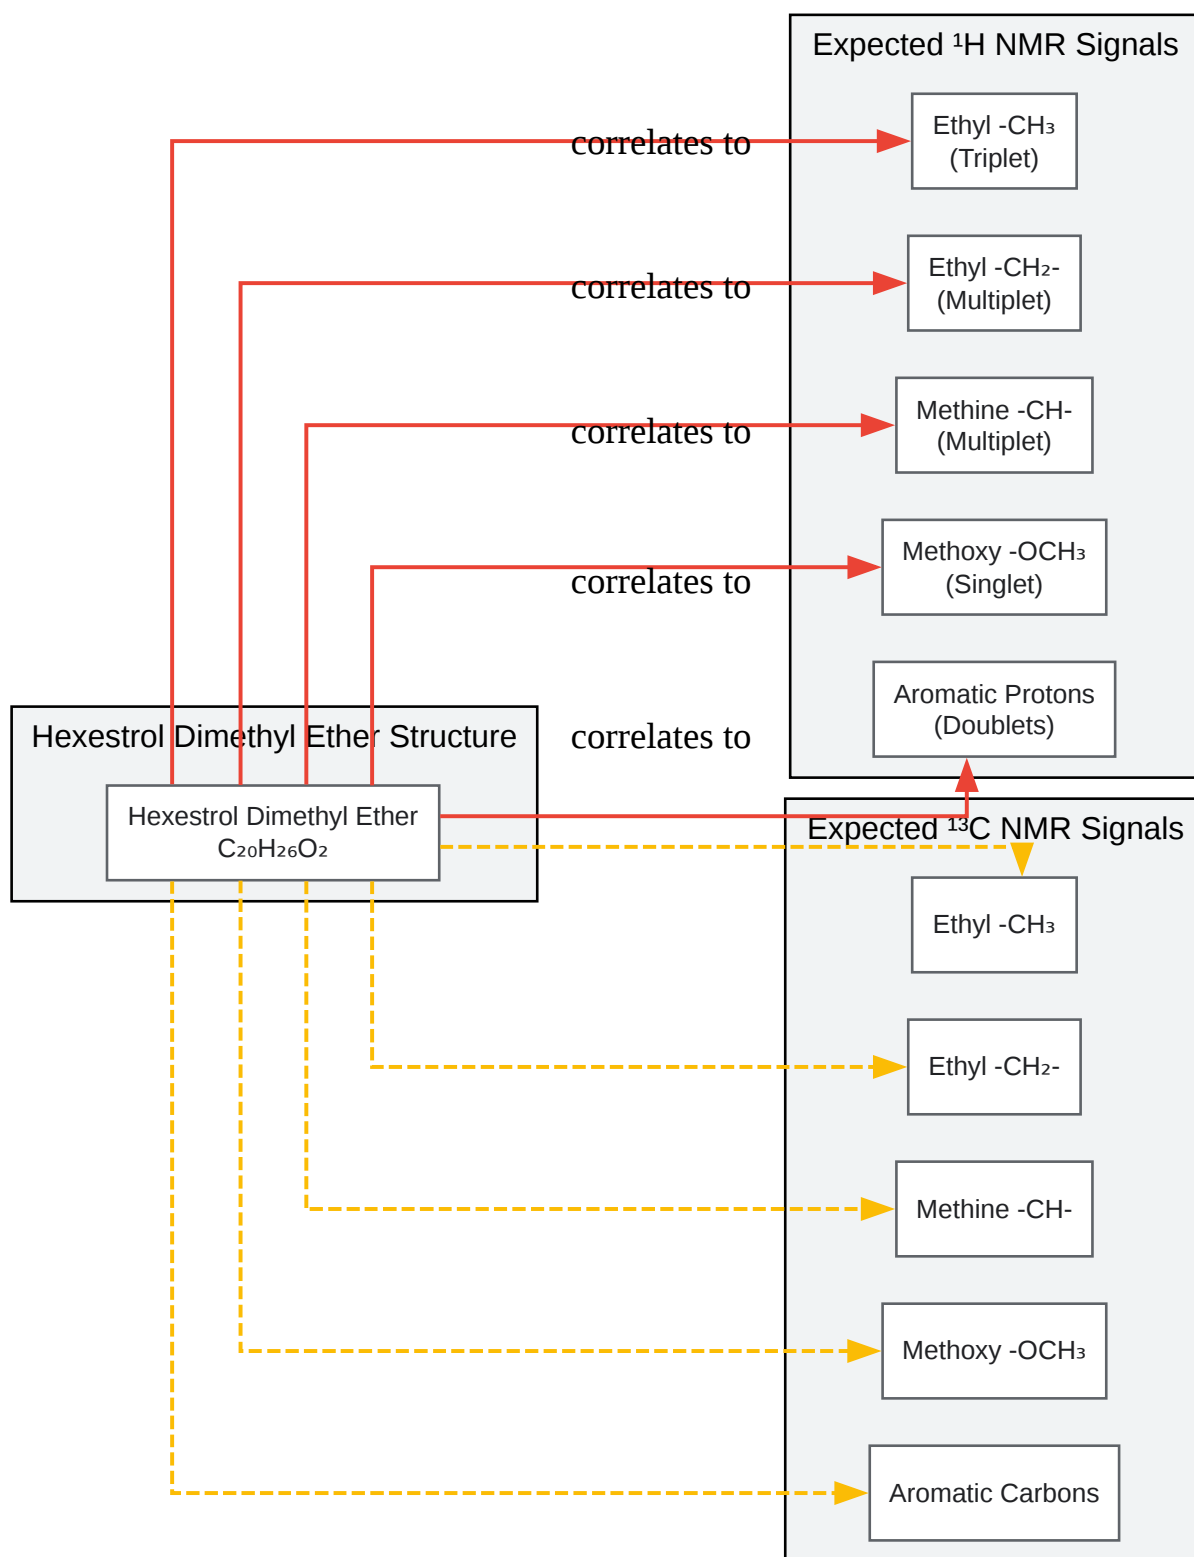 Expected ¹H NMR Signals
Ethyl -CH₃
(Triplet)
correlates to
Ethyl -CH₂-
(Multiplet)
correlates to
Methine -CH-
(Multiplet)
correlates to
Methoxy -OCH₃
(Singlet)
correlates to
Aromatic Protons
(Doublets)
correlates to
Hexestrol Dimethyl Ether Structure
Hexestrol Dimethyl Ether
C₂₀H₂₆O₂
Expected ¹³C NMR Signals
Ethyl -CH₃
Ethyl -CH₂-
Methine -CH-
Methoxy -OCH₃
Aromatic Carbons